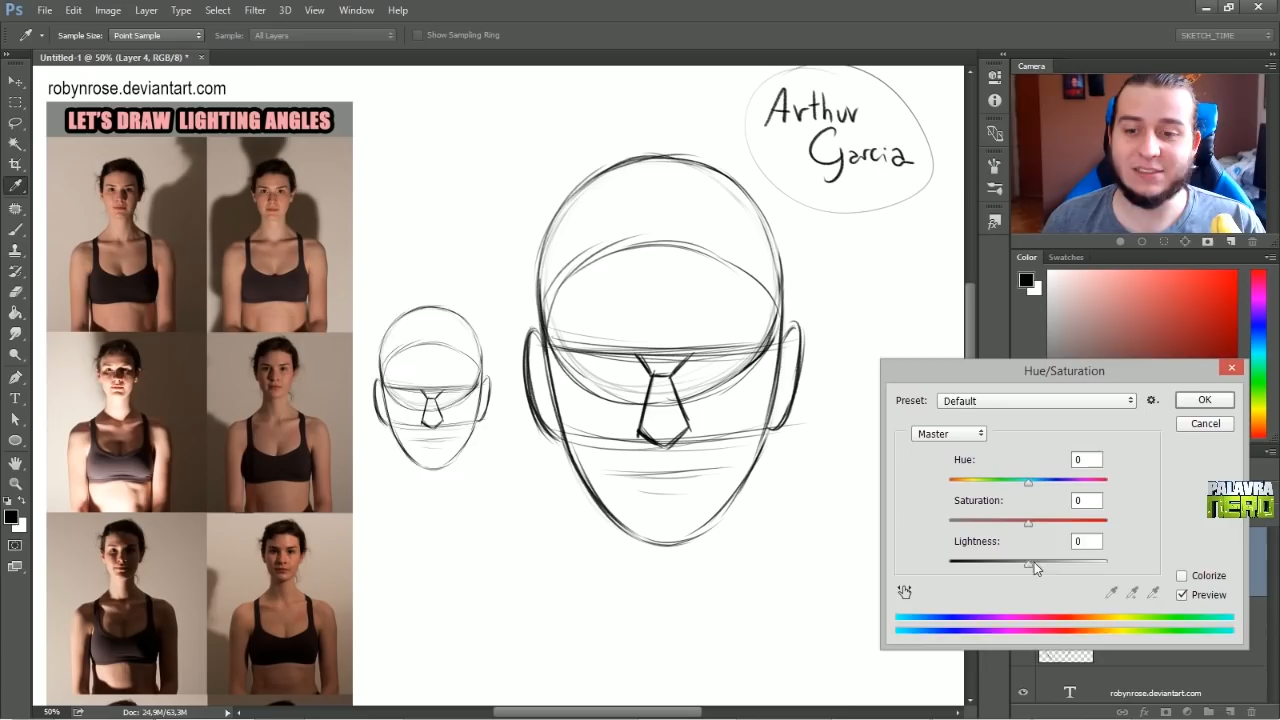 Ps File Edit Image Layer Type Select Filter 3D View Window Help
Sample Size: Point Sample Sample: All Layers Show Sampling Ring SKETCH_TIME
Untitled-1 @ 50% (Layer 4, RGB/8) *
Camera
robynrose.deviantart.com
LET'S DRAW LIGHTING ANGLES
Arthur
Garcia
Color Swatches
Hue/Saturation
Preset: Default OK
Cancel
Master
Hue: 0
Saturation: 0
Lightness: 0
Colorize
Preview
PALAVRA
NERD
T robynrose.deviantart.com
50% Doc: 24,9M/63,3M